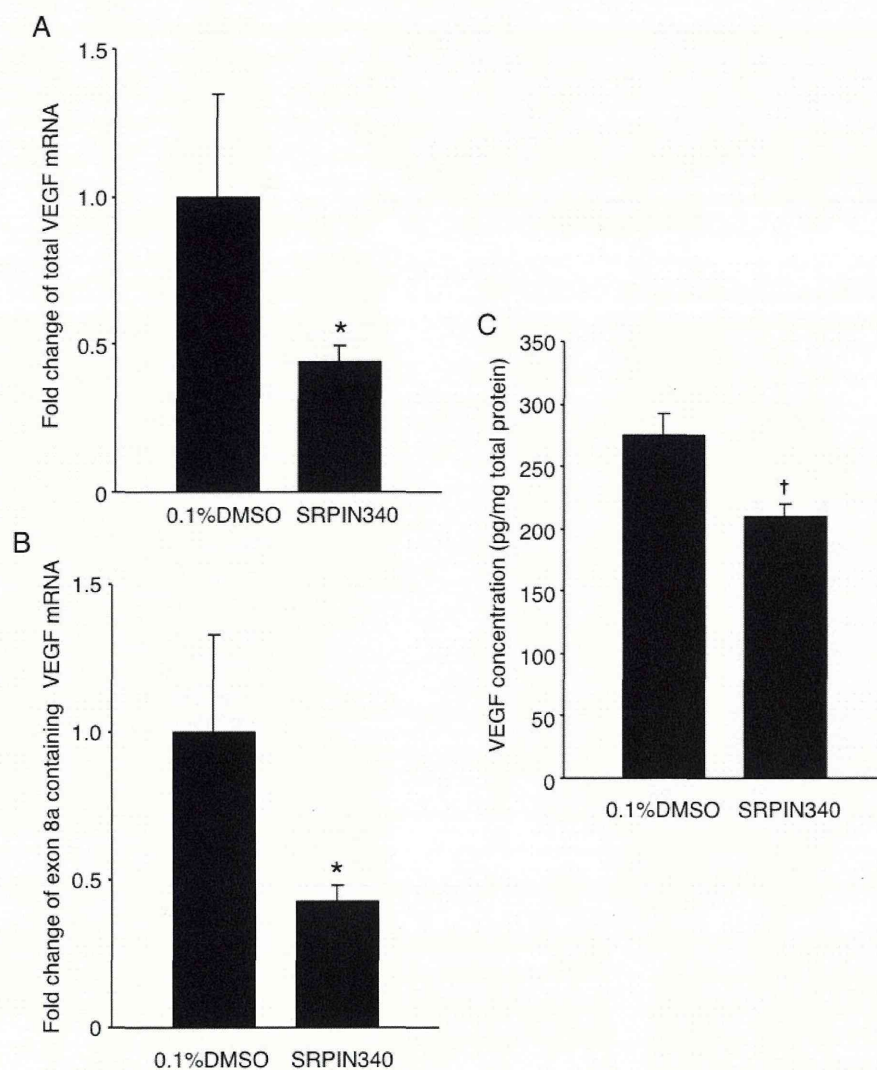 A
Fold change of total VEGF mRNA
1.5
1.0
0.5
0
*
0.1%DMSO SRPIN340
B
Fold change of exon 8a containing VEGF mRNA
1.5
1.0
0.5
0
*
0.1%DMSO SRPIN340
C
VEGF concentration (pg/mg total protein)
350
300
250
200
150
100
50
0
†
0.1%DMSO SRPIN340